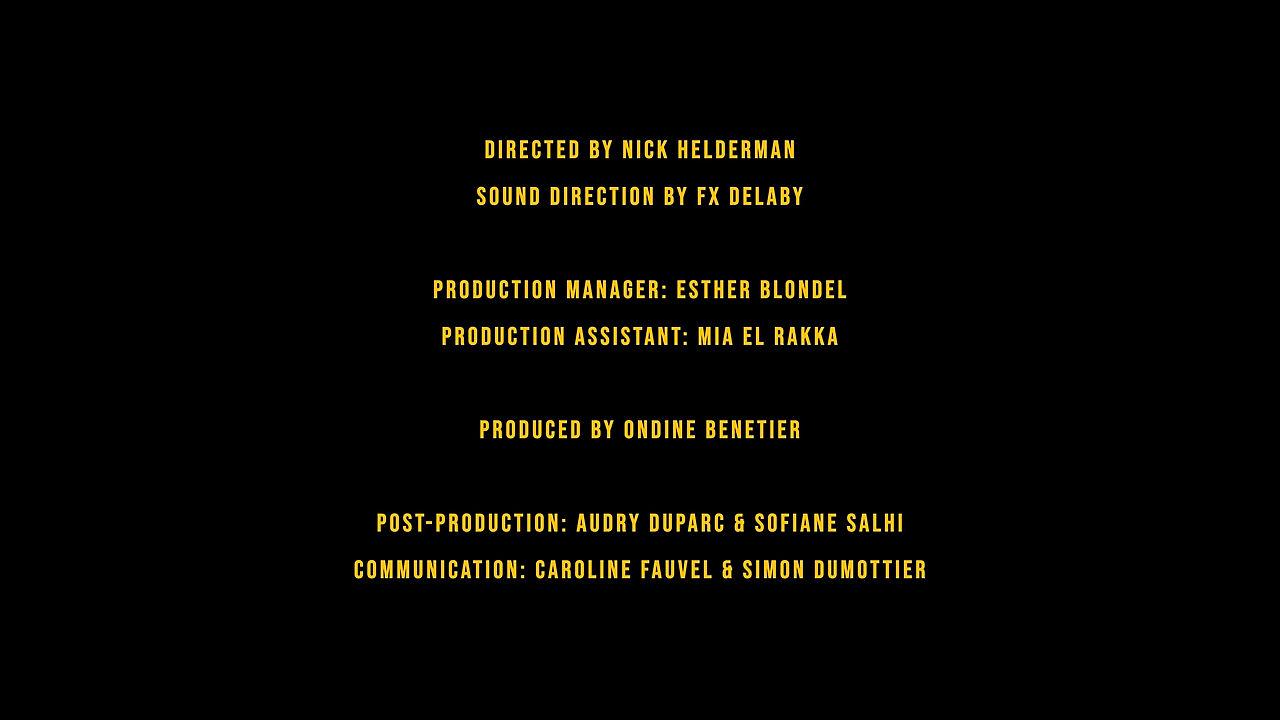 DIRECTED BY NICK HELDERMAN
SOUND DIRECTION BY FX DELABY
PRODUCTION MANAGER: ESTHER BLONDEL
PRODUCTION ASSISTANT: MIA EL RAKKA
PRODUCED BY ONDINE BENETIER
POST-PRODUCTION: AUDRY DUPARC & SOFIANE SALHI
COMMUNICATION: CAROLINE FAUVEL & SIMON DUMOTTIER